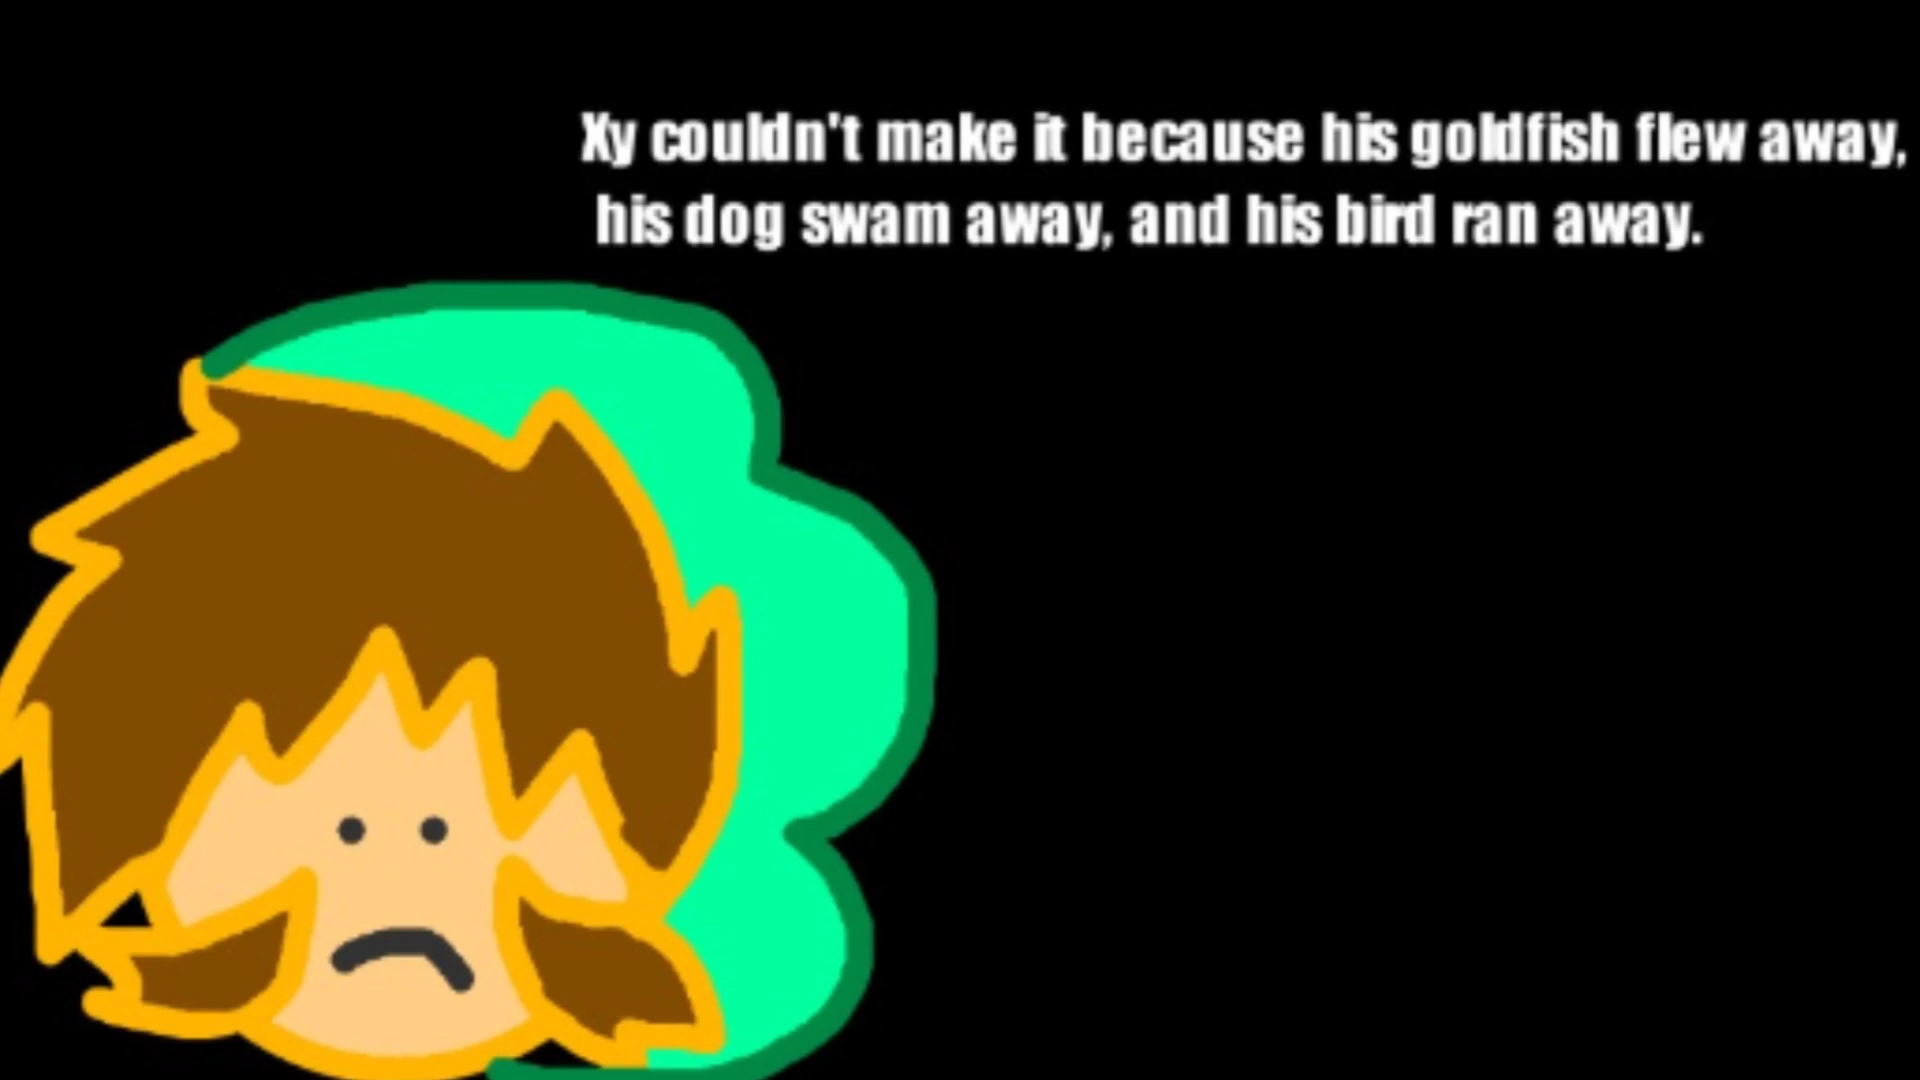 Xy couldn't make it because his goldfish flew away,
his dog swam away, and his bird ran away.